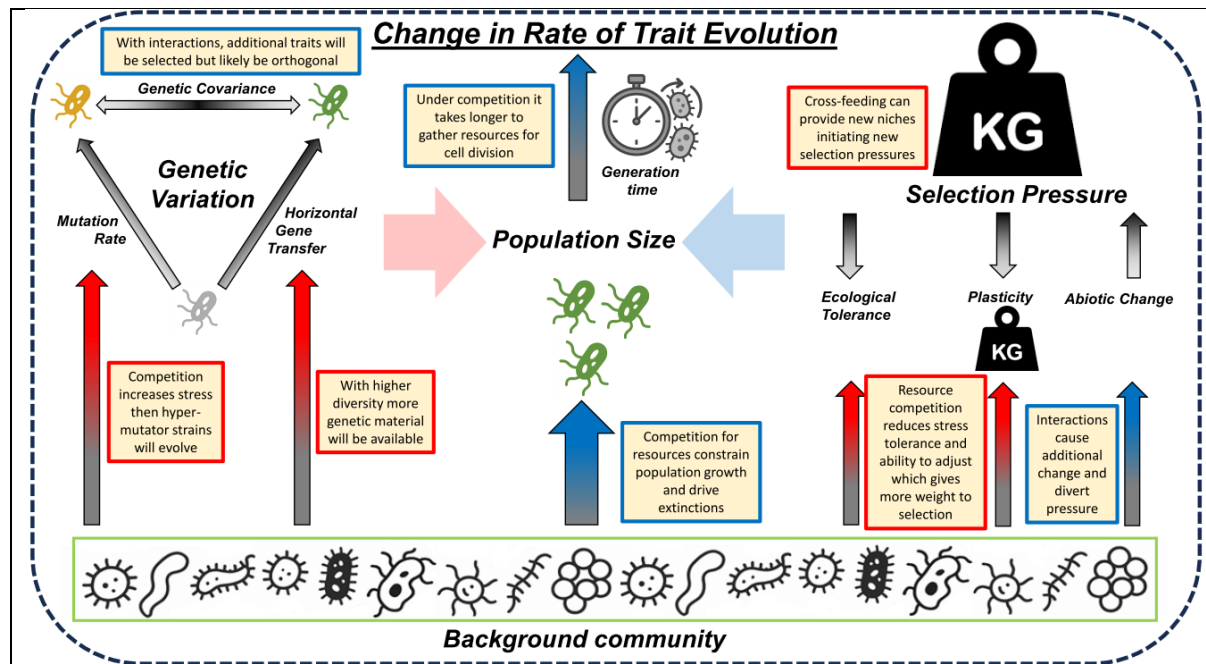 Change in Rate of Trait Evolution
With interactions, additional traits will
be selected but likely be orthogonal
Genetic Covariance
Genetic
Variation
Mutation
Rate
Horizontal
Gene
Transfer
Competition
increases stress
then hyper-
mutator strains
will evolve
With higher
diversity more
genetic material
will be available
Under competition it
takes longer to
gather resources for
cell division
Generation
time
Population Size
Competition for
resources constrain
population growth
and drive
extinctions
Cross-feeding can
provide new niches
initiating new
selection pressures
KG
Selection Pressure
Ecological
Tolerance
Plasticity
KG
Abiotic Change
Resource
competition
reduces stress
tolerance and
ability to adjust
which gives
more weight to
selection
Interactions
cause
additional
change and
divert
pressure
Background community